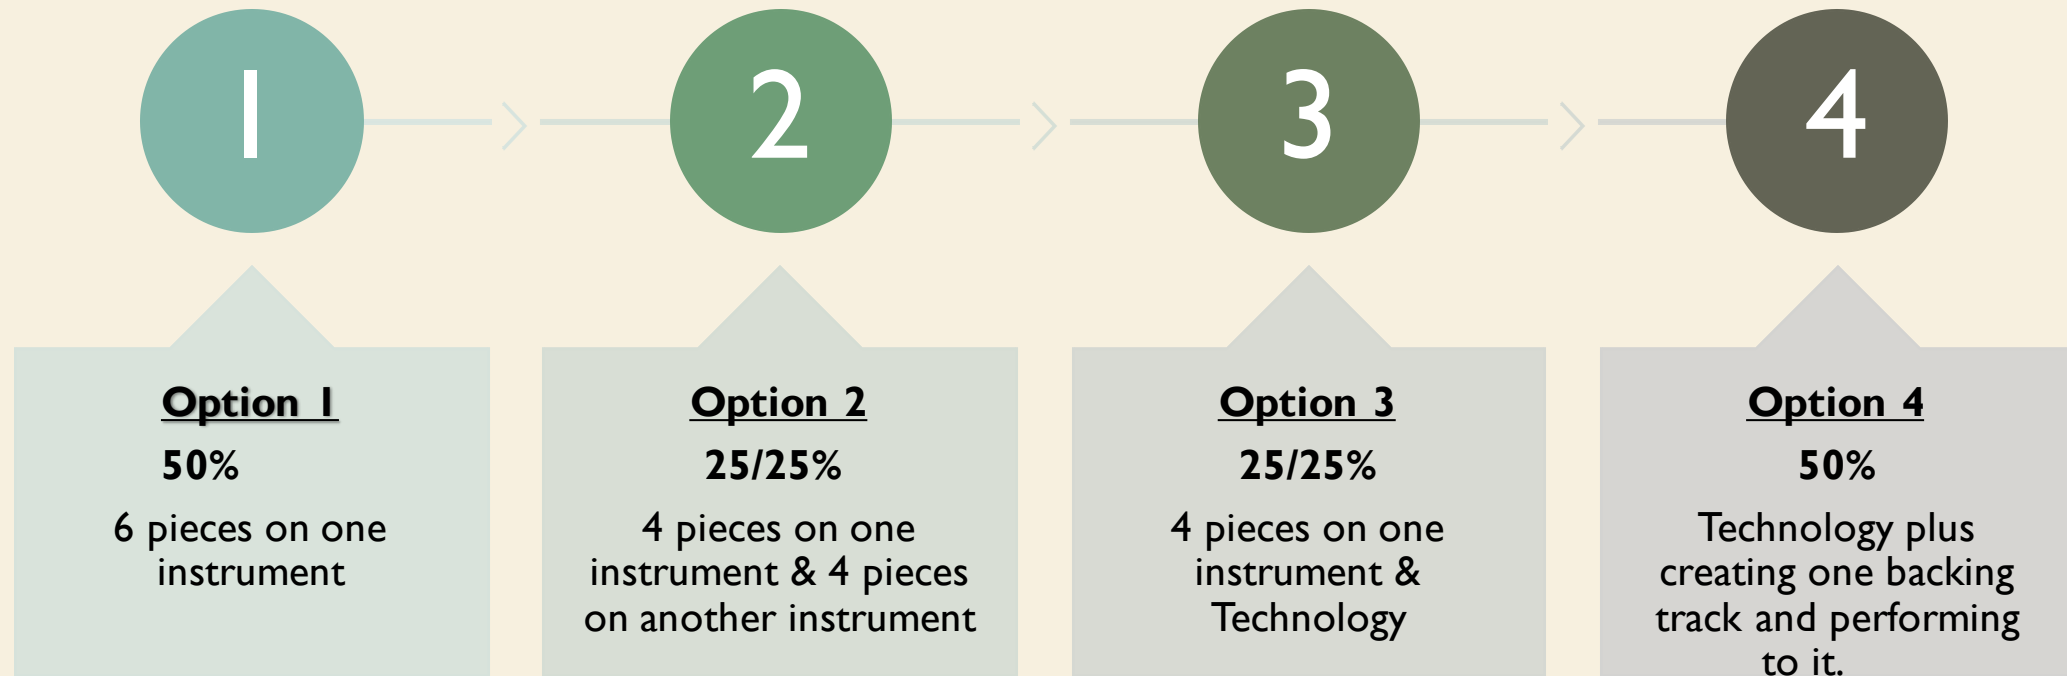 1
2
3
4
Option 1
50%
6 pieces on one
instrument
Option 2
25/25%
4 pieces on one
instrument & 4 pieces
on another instrument
Option 3
25/25%
4 pieces on one
instrument &
Technology
Option 4
50%
Technology plus
creating one backing
track and performing
to it.